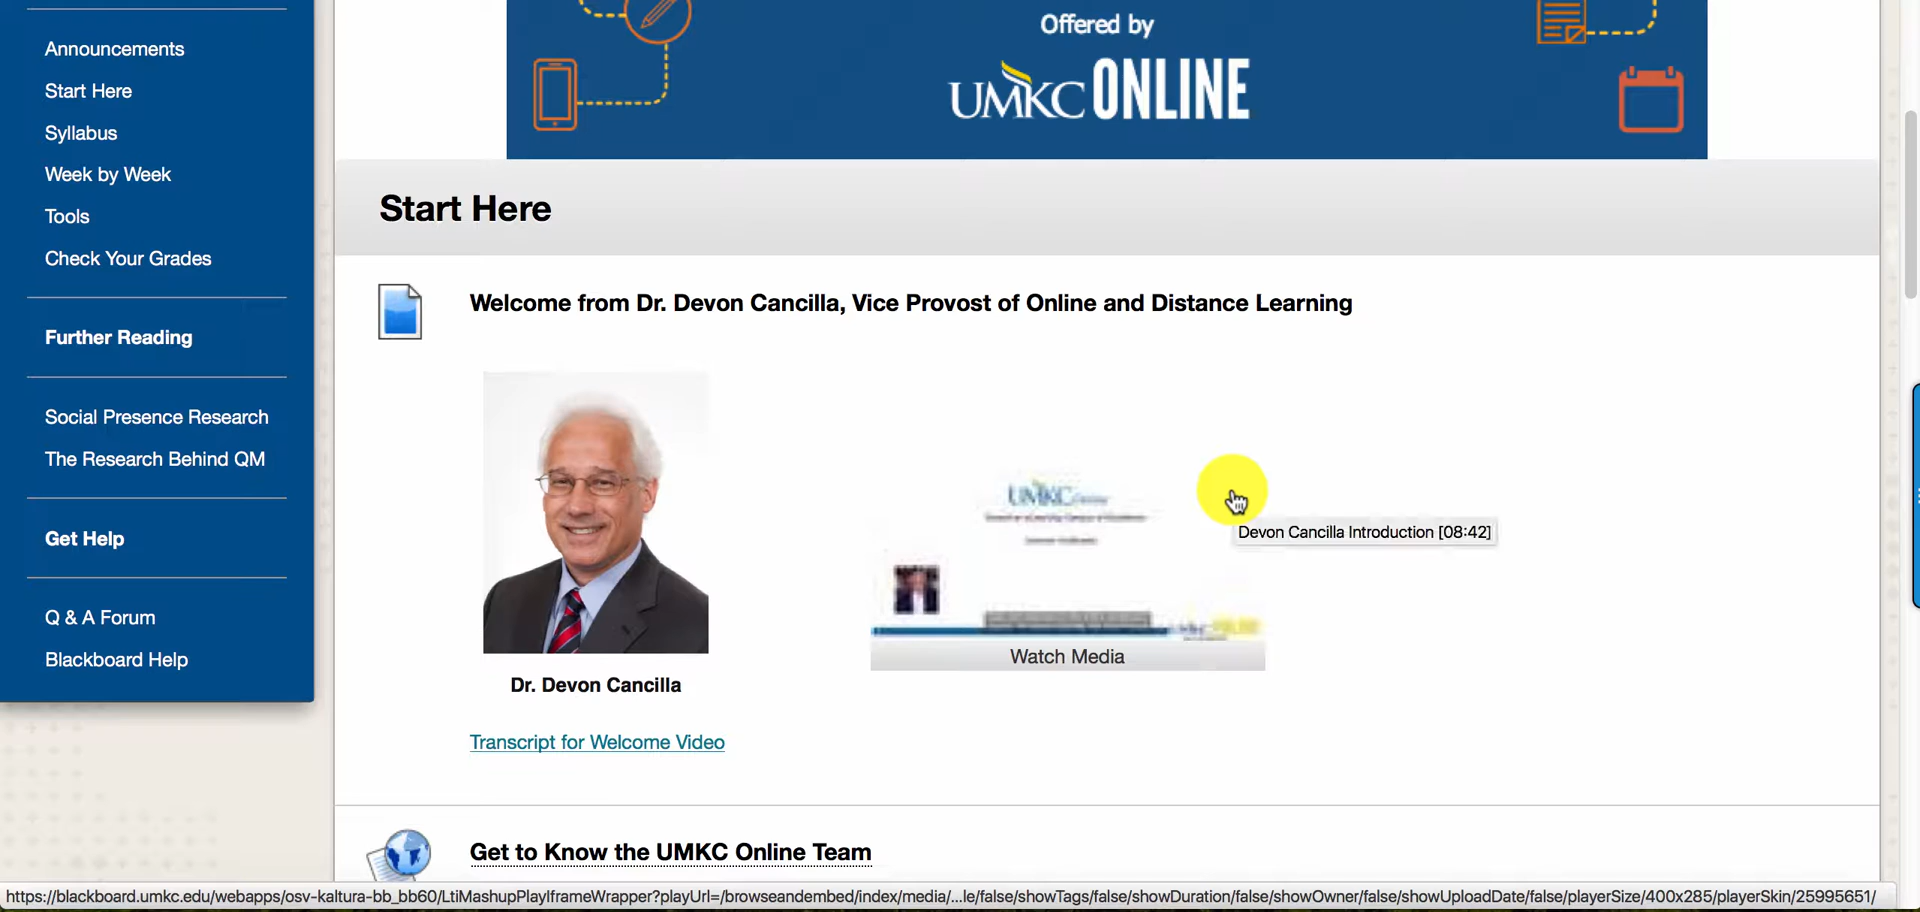 Announcements
Start Here
Syllabus
Week by Week
Tools
Check Your Grades
Further Reading
Social Presence Research
The Research Behind QM
Get Help
Q & A Forum
Blackboard Help
Offered by
UMKC ONLINE
Start Here
Welcome from Dr. Devon Cancilla, Vice Provost of Online and Distance Learning
UMKC Online
Devon Cancilla Introduction [08:42]
Watch Media
Dr. Devon Cancilla
Transcript for Welcome Video
Get to Know the UMKC Online Team
https://blackboard.umkc.edu/webapps/osv-kaltura-bb_bb60/LtiMashupPlayIframeWrapper?playUrl=/browseandembed/index/media/...le/false/showTags/false/showDuration/false/showOwner/false/showUploadDate/false/playerSize/400x285/playerSkin/25995651/